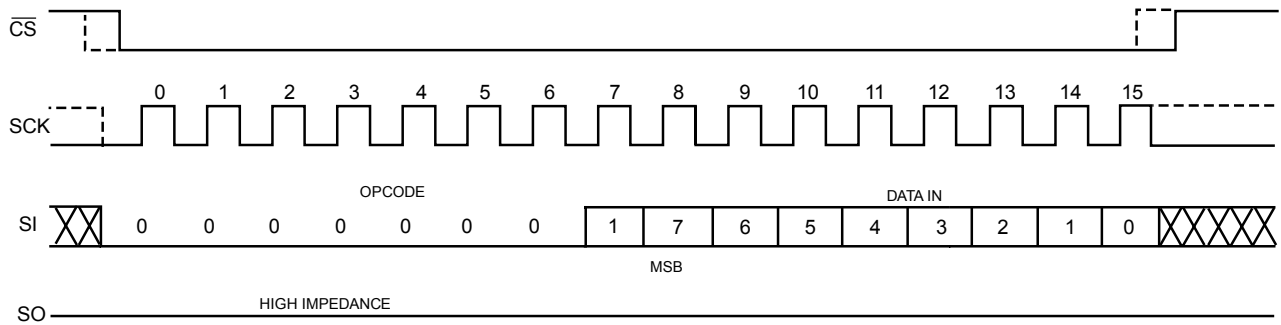 CS
0 1 2 3 4 5 6 7 8 9 10 11 12 13 14 15
SCK
OPCODE DATA IN
SI 0 0 0 0 0 0 0 1 7 6 5 4 3 2 1 0
MSB
HIGH IMPEDANCE
SO